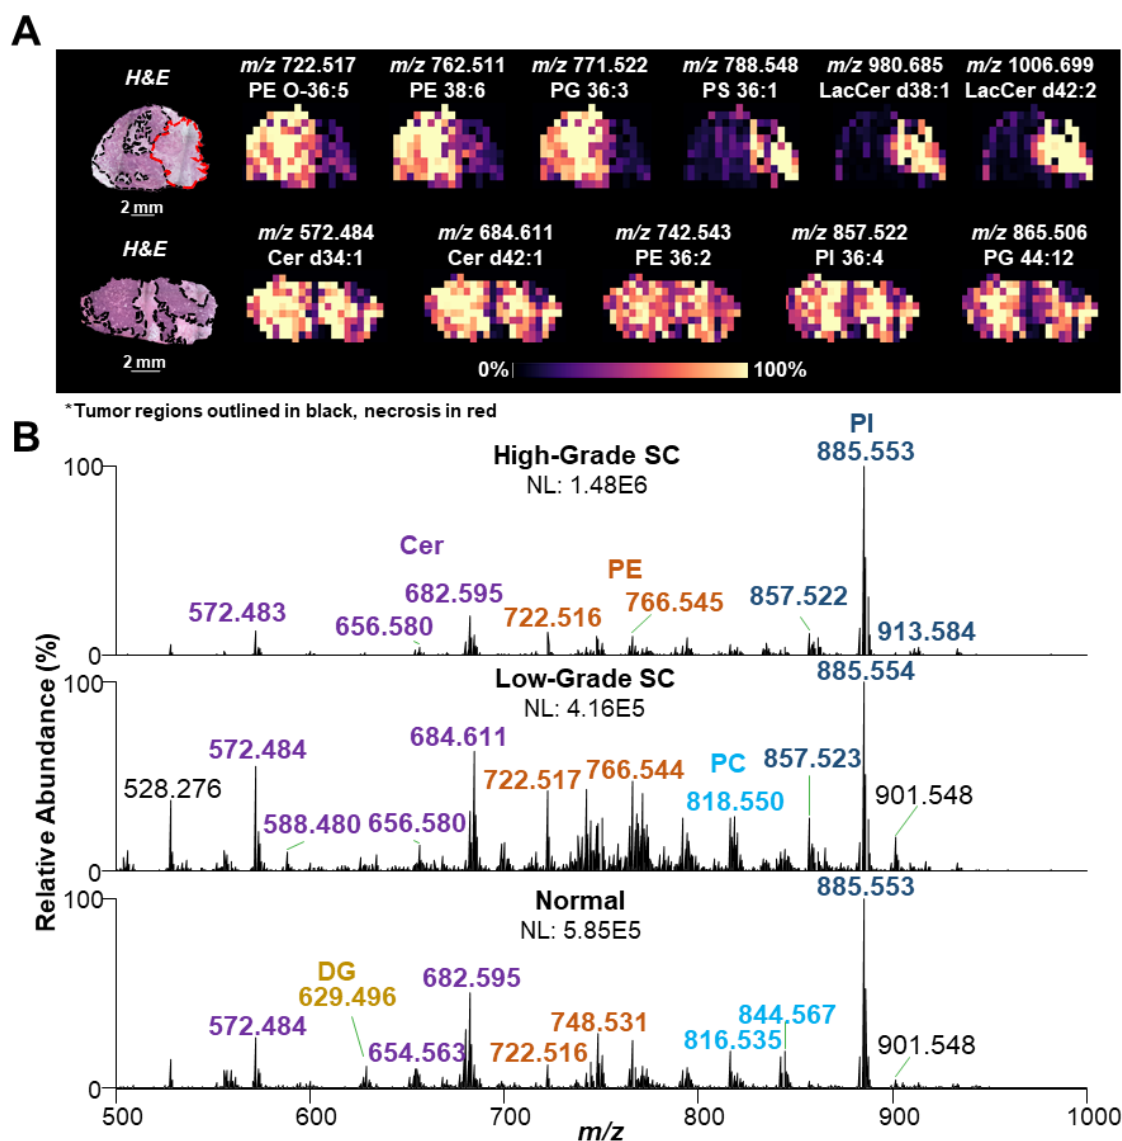 A
H&E
m/z 722.517
PE O-36:5
m/z 762.511
PE 38:6
m/z 771.522
PG 36:3
m/z 788.548
PS 36:1
m/z 980.685
LacCer d38:1
m/z 1006.699
LacCer d42:2
2 mm
H&E
m/z 572.484
Cer d34:1
m/z 684.611
Cer d42:1
m/z 742.543
PE 36:2
m/z 857.522
PI 36:4
m/z 865.506
PG 44:12
2 mm
0%
100%
*Tumor regions outlined in black, necrosis in red
B
Relative Abundance (%)
High-Grade SC
NL: 1.48E6
100
0
PI
885.553
Cer
PE
572.483
656.580
682.595
722.516
766.545
857.522
913.584
Low-Grade SC
NL: 4.16E5
100
0
885.554
528.276
572.484
588.480
656.580
684.611
722.517
766.544
PC
818.550
857.523
901.548
Normal
NL: 5.85E5
100
0
885.553
DG
629.496
572.484
654.563
682.595
722.516
748.531
816.535
844.567
901.548
500
600
700
800
900
1000
m/z